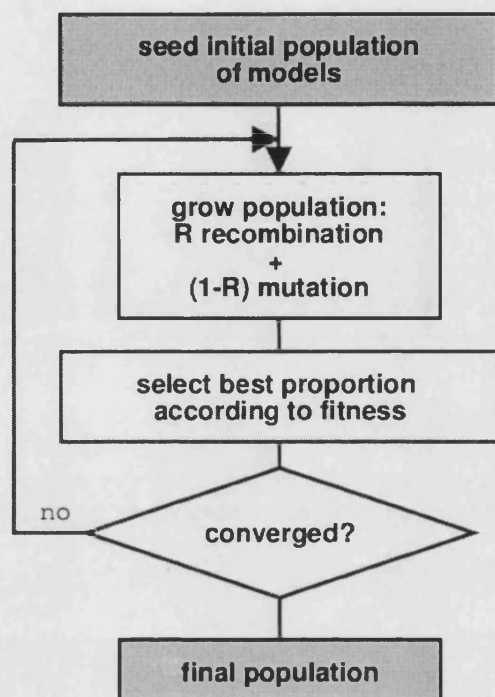 seed initial population
of models
grow population:
R recombination
+
(1-R) mutation
select best proportion
according to fitness
no
converged?
final population